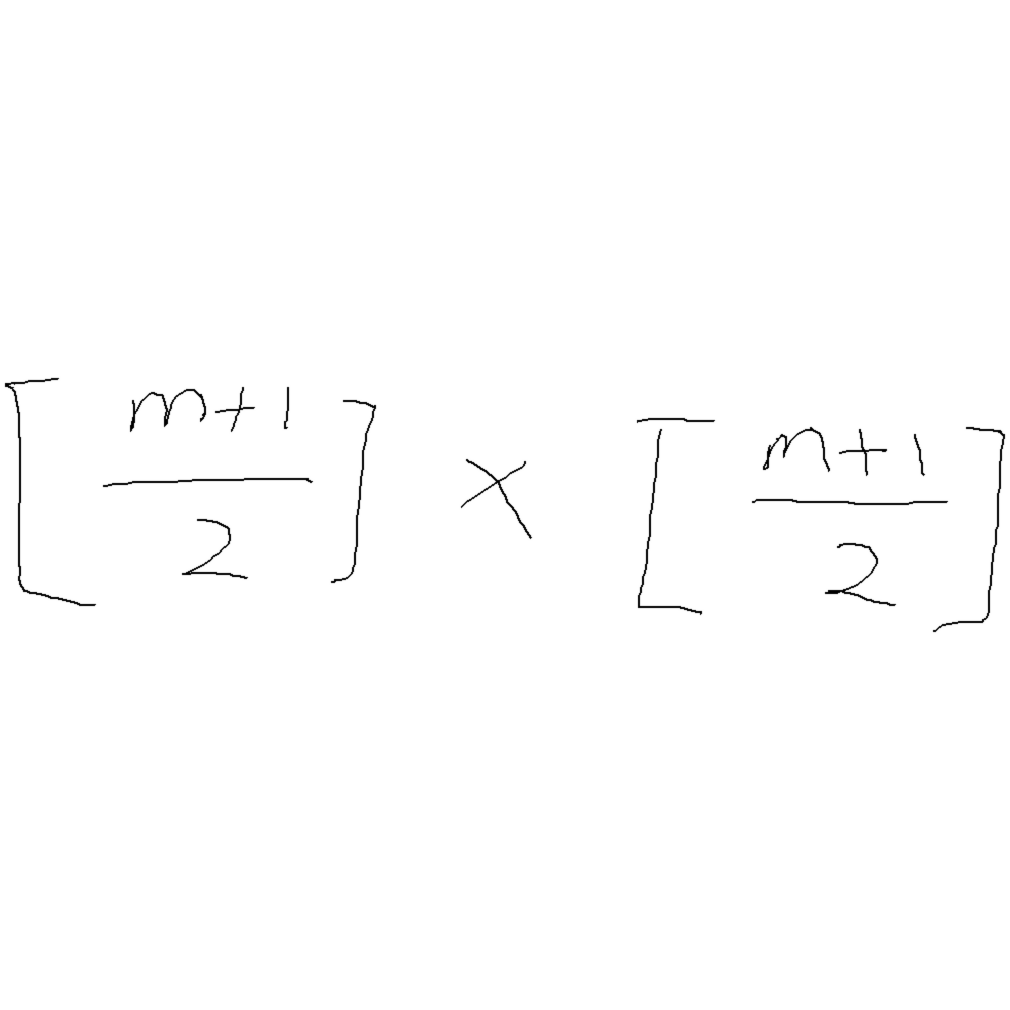 [ (m+1)/2 ] × [ (m+1)/2 ]